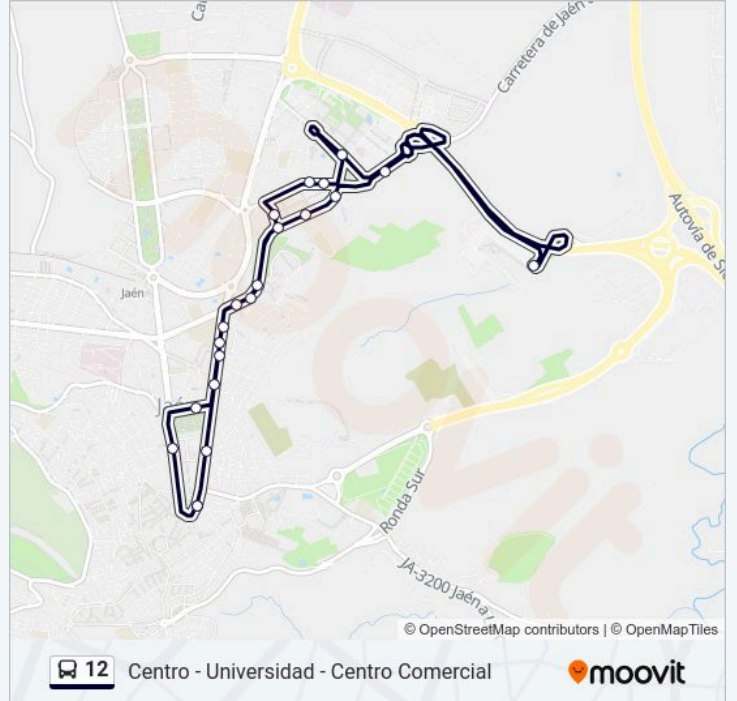 Carretera de Jaén
Autovía de
Jaén
Ronda Sur
JA-3200 Jaén a
© OpenStreetMap contributors | © OpenMapTiles
12 Centro - Universidad - Centro Comercial
moovit